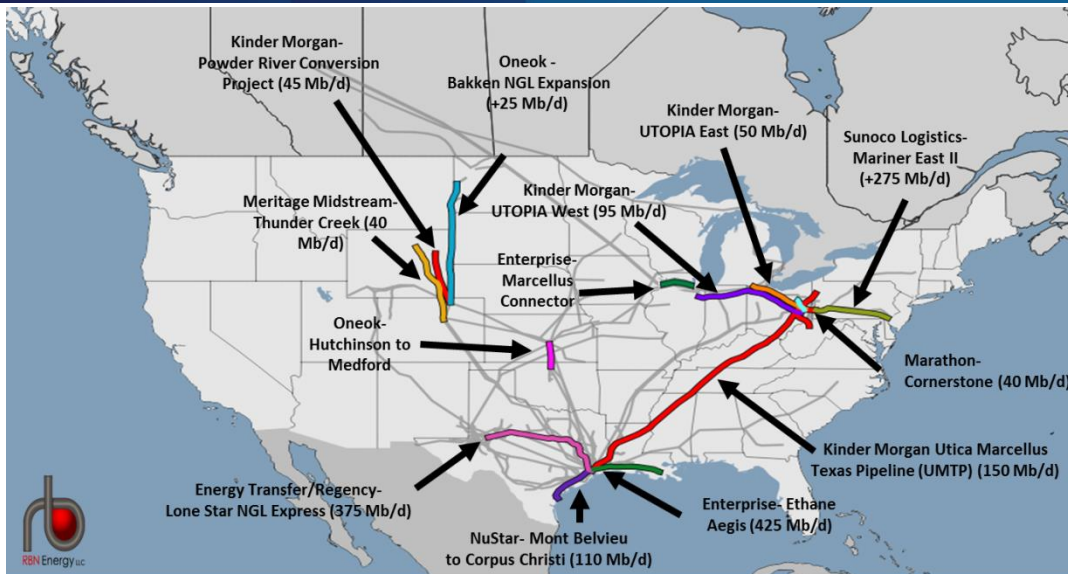 Kinder Morgan-
Powder River Conversion
Project (45 Mb/d)
Oneok -
Bakken NGL Expansion
(+25 Mb/d)
Kinder Morgan-
UTOPIA East (50 Mb/d)
Sunoco Logistics-
Mariner East II
(+275 Mb/d)
Meritage Midstream-
Thunder Creek (40
Mb/d)
Kinder Morgan-
UTOPIA West (95 Mb/d)
Enterprise-
Marcellus
Connector
Oneok-
Hutchinson to
Medford
Marathon-
Cornerstone (40 Mb/d)
Kinder Morgan Utica Marcellus
Texas Pipeline (UMTP) (150 Mb/d)
Energy Transfer/Regency-
Lone Star NGL Express (375 Mb/d)
Enterprise- Ethane
Aegis (425 Mb/d)
NuStar- Mont Belvieu
to Corpus Christi (110 Mb/d)
RBN Energy LLC